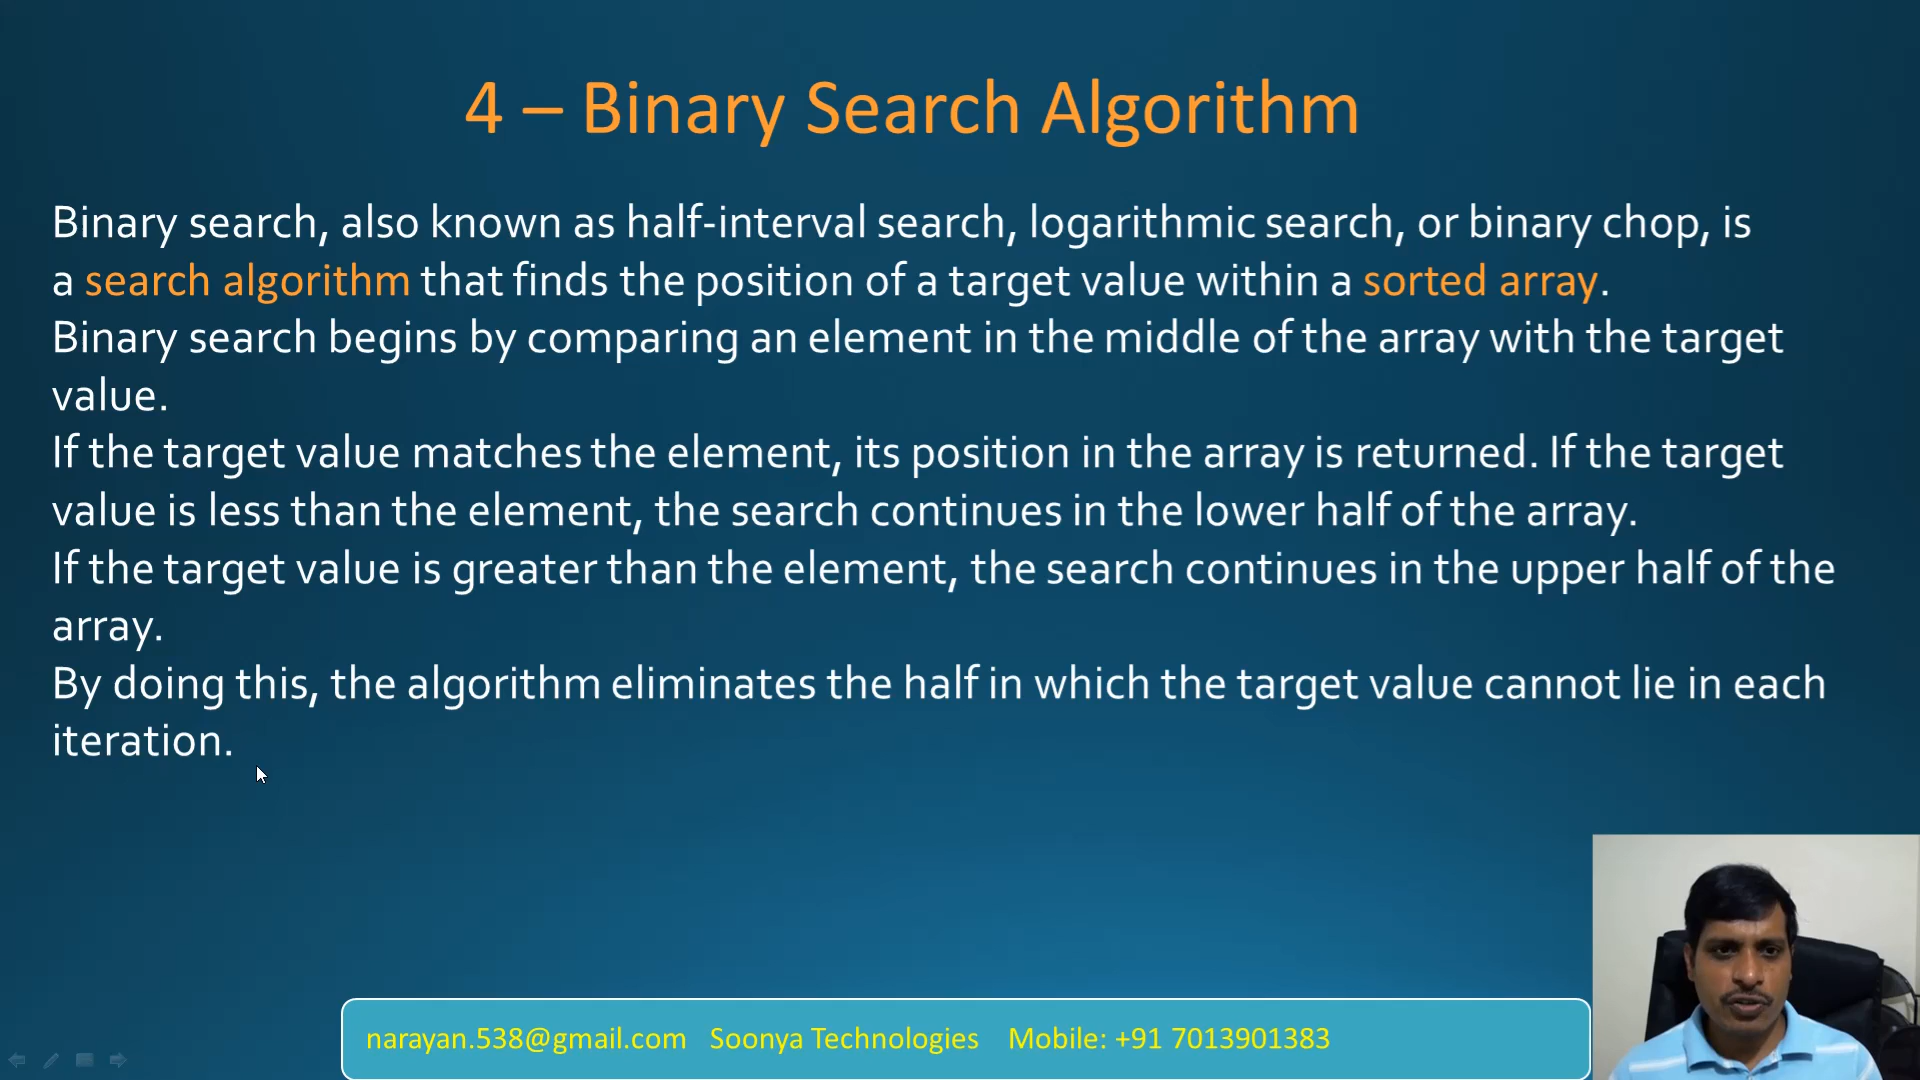 4 – Binary Search Algorithm
Binary search, also known as half-interval search, logarithmic search, or binary chop, is
a search algorithm that finds the position of a target value within a sorted array.
Binary search begins by comparing an element in the middle of the array with the target
value.
If the target value matches the element, its position in the array is returned. If the target
value is less than the element, the search continues in the lower half of the array.
If the target value is greater than the element, the search continues in the upper half of the
array.
By doing this, the algorithm eliminates the half in which the target value cannot lie in each
iteration.
narayan.538@gmail.com Soonya Technologies Mobile: +91 7013901383